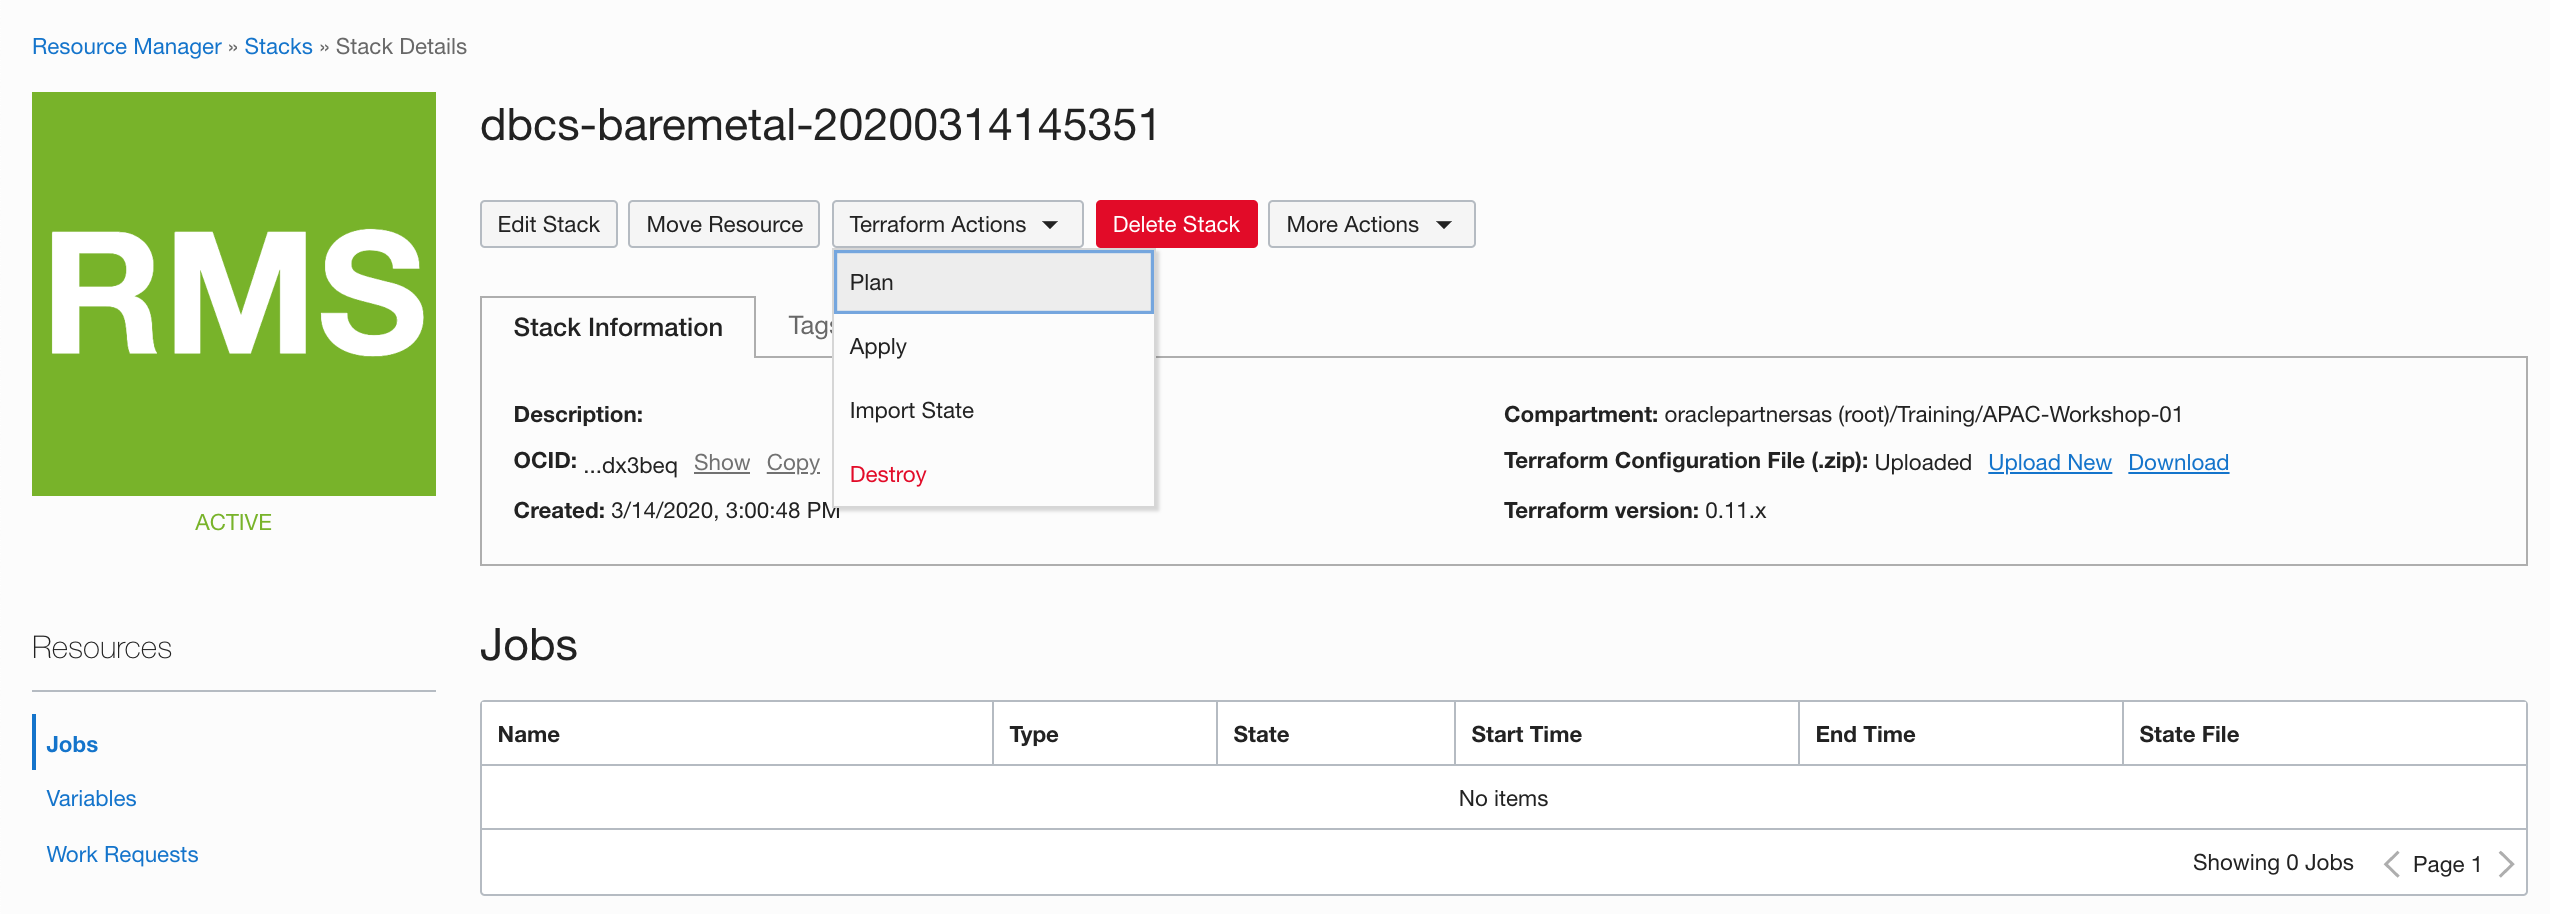 Resource Manager » Stacks » Stack Details
RMS
ACTIVE
dbcs-baremetal-20200314145351
Edit Stack
Move Resource
Terraform Actions
Delete Stack
More Actions
Plan
Apply
Import State
Destroy
Stack Information
Tags
Description:
OCID: ...dx3beq Show Copy
Created: 3/14/2020, 3:00:48 PM
Compartment: oraclepartnersas (root)/Training/APAC-Workshop-01
Terraform Configuration File (.zip): Uploaded Upload New Download
Terraform version: 0.11.x
Resources
Jobs
Variables
Work Requests
Jobs
Name Type State Start Time End Time State File
No items
Showing 0 Jobs Page 1